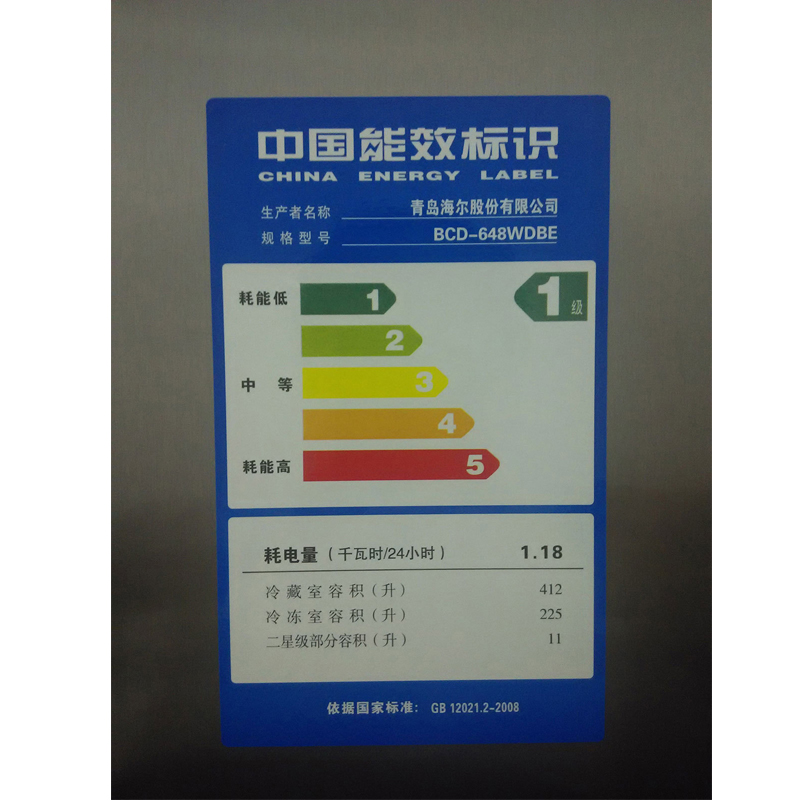 中国能效标识
CHINA ENERGY LABEL
生产者名称 青岛海尔股份有限公司
规格型号 BCD-648WDBE
耗能低 1 1级
2
中 等 3
4
耗能高 5
耗电量(千瓦时/24小时) 1.18
冷藏室容积(升) 412
冷冻室容积(升) 225
二星级部分容积(升) 11
依据国家标准: GB 12021.2-2008